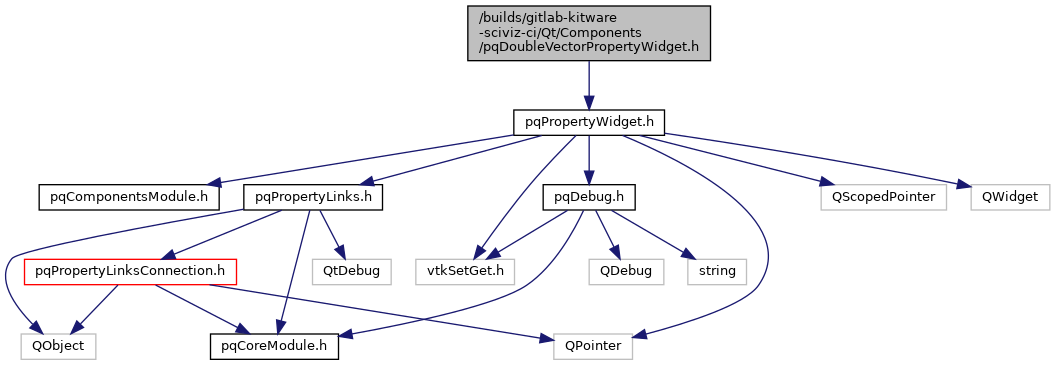 /builds/gitlab-kitware
-sciviz-ci/Qt/Components
/pqDoubleVectorPropertyWidget.h
pqPropertyWidget.h
pqComponentsModule.h
pqPropertyLinks.h
pqDebug.h
QScopedPointer
QWidget
pqPropertyLinksConnection.h
QtDebug
vtkSetGet.h
QDebug
string
QObject
pqCoreModule.h
QPointer